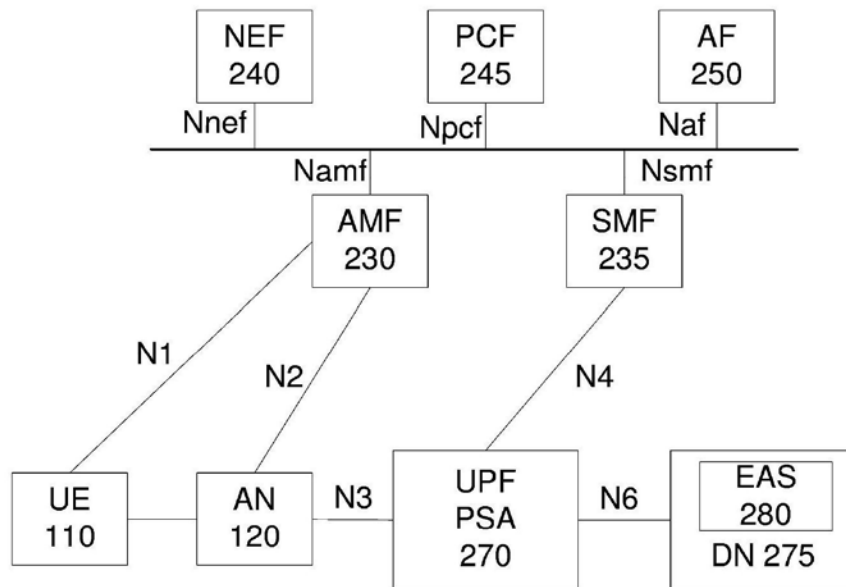 NEF
240
PCF
245
AF
250
Nnef
Npcf
Naf
Namf
Nsmf
AMF
230
SMF
235
N1
N2
N4
UE
110
AN
120
N3
UPF
PSA
270
N6
EAS
280
DN 275